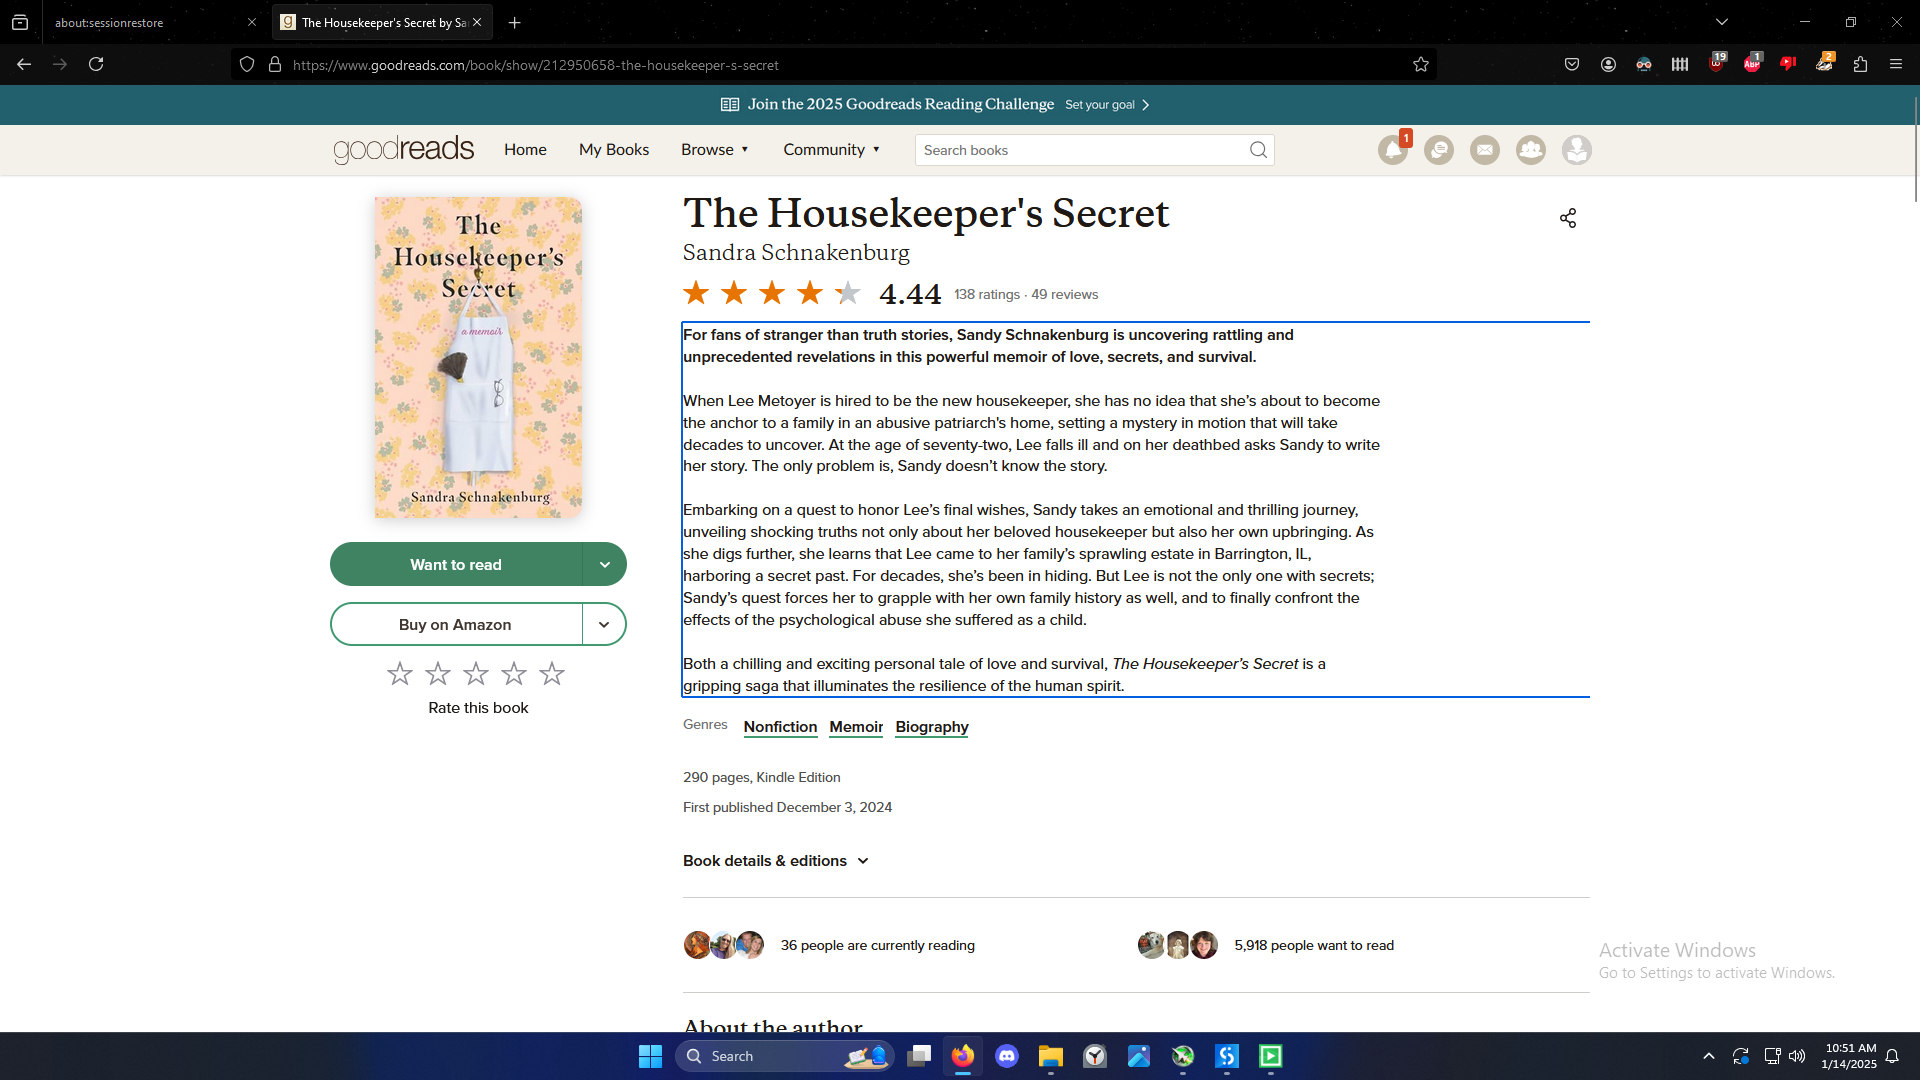 about:sessionrestore
The Housekeeper's Secret by Sa
https://www.goodreads.com/book/show/212950658-the-housekeeper-s-secret
19
1
ABP
2
Join the 2025 Goodreads Reading Challenge Set your goal
goodreads
Home
My Books
Browse
Community
Search books
1
The
Housekeeper's
Secret
a memoir
Sandra Schnakenburg
Want to read
Buy on Amazon
Rate this book
The Housekeeper's Secret
Sandra Schnakenburg
4.44 138 ratings · 49 reviews
For fans of stranger than truth stories, Sandy Schnakenburg is uncovering rattling and
unprecedented revelations in this powerful memoir of love, secrets, and survival.
When Lee Metoyer is hired to be the new housekeeper, she has no idea that she’s about to become
the anchor to a family in an abusive patriarch's home, setting a mystery in motion that will take
decades to uncover. At the age of seventy-two, Lee falls ill and on her deathbed asks Sandy to write
her story. The only problem is, Sandy doesn’t know the story.
Embarking on a quest to honor Lee’s final wishes, Sandy takes an emotional and thrilling journey,
unveiling shocking truths not only about her beloved housekeeper but also her own upbringing. As
she digs further, she learns that Lee came to her family’s sprawling estate in Barrington, IL,
harboring a secret past. For decades, she’s been in hiding. But Lee is not the only one with secrets;
Sandy’s quest forces her to grapple with her own family history as well, and to finally confront the
effects of the psychological abuse she suffered as a child.
Both a chilling and exciting personal tale of love and survival, The Housekeeper’s Secret is a
gripping saga that illuminates the resilience of the human spirit.
Genres Nonfiction Memoir Biography
290 pages, Kindle Edition
First published December 3, 2024
Book details & editions
36 people are currently reading
5,918 people want to read
About the author
Activate Windows
Go to Settings to activate Windows.
Search
10:51 AM
1/14/2025